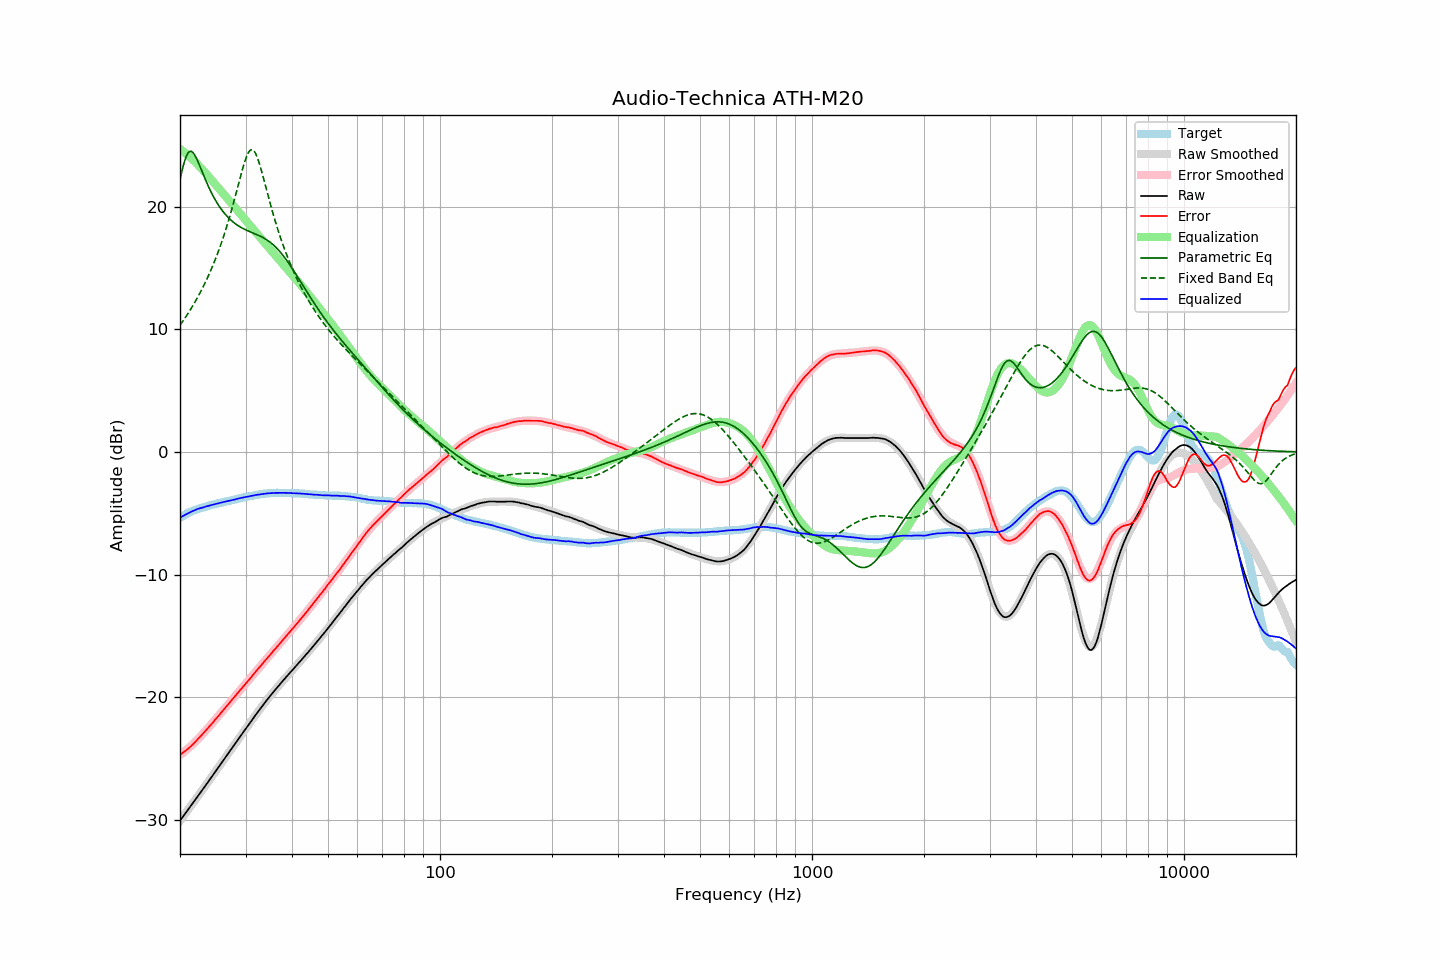 Audio-Technica ATH-M20
Target
Raw Smoothed
Error Smoothed
Raw
Error
Equalization
Parametric Eq
Fixed Band Eq
Equalized
20
10
0
−10
−20
−30
Amplitude (dBr)
100
1000
10000
Frequency (Hz)